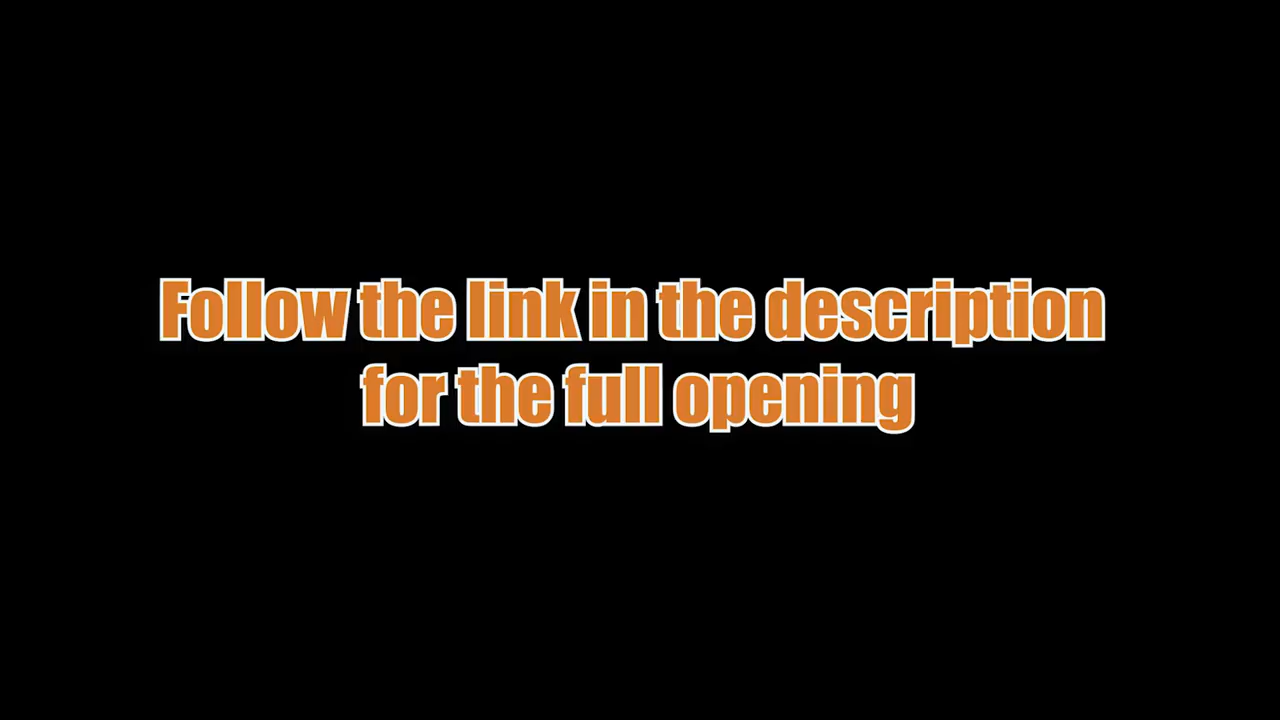 Follow the link in the description
for the full opening